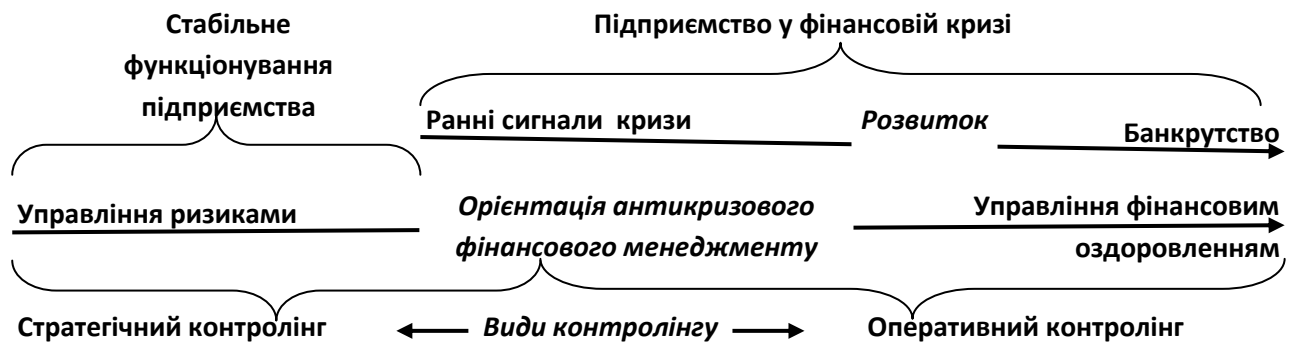 Стабільне
функціонування
підприємства
Підприємство у фінансовій кризі
Ранні сигнали кризи
Розвиток
Банкрутство
Управління ризиками
Орієнтація антикризового
фінансового менеджменту
Управління фінансовим
оздоровленням
Стратегічний контролінг
Види контролінгу
Оперативний контролінг